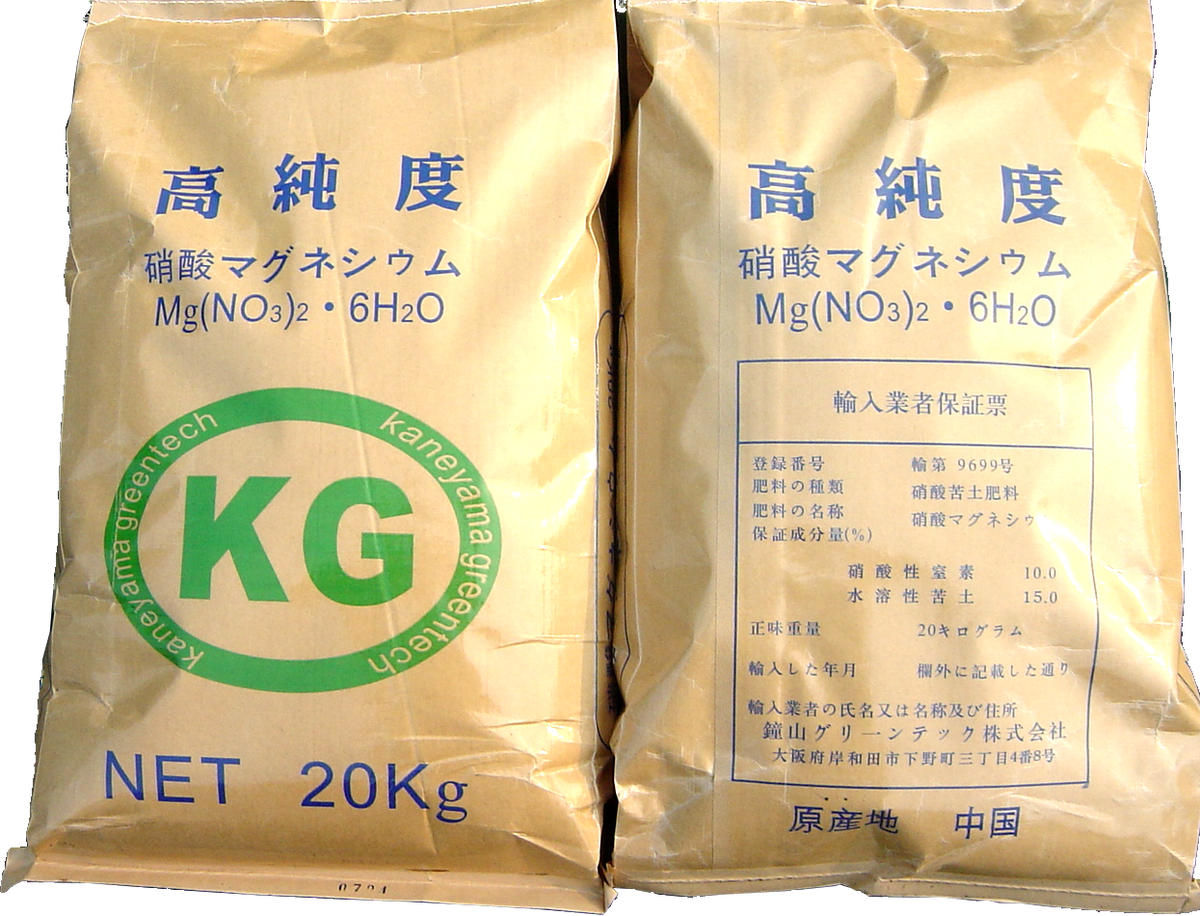 高純度
硝酸マグネシウム
Mg(NO3)2・6H2O
kaneyama greentech
kaneyama greentech
KG
NET 20Kg
高純度
硝酸マグネシウム
Mg(NO3)2・6H2O
輸入業者保証票
登録番号 輸第 9699号
肥料の種類 硝酸苦土肥料
肥料の名称 硝酸マグネシウ
保証成分量(%)
硝酸性窒素 10.0
水溶性苦土 15.0
正味重量 20キログラム
輸入した年月 欄外に記載した通り
輸入業者の氏名又は名称及び住所
鐘山グリーンテック株式会社
大阪府岸和田市下野町三丁目4番8号
原産地 中国